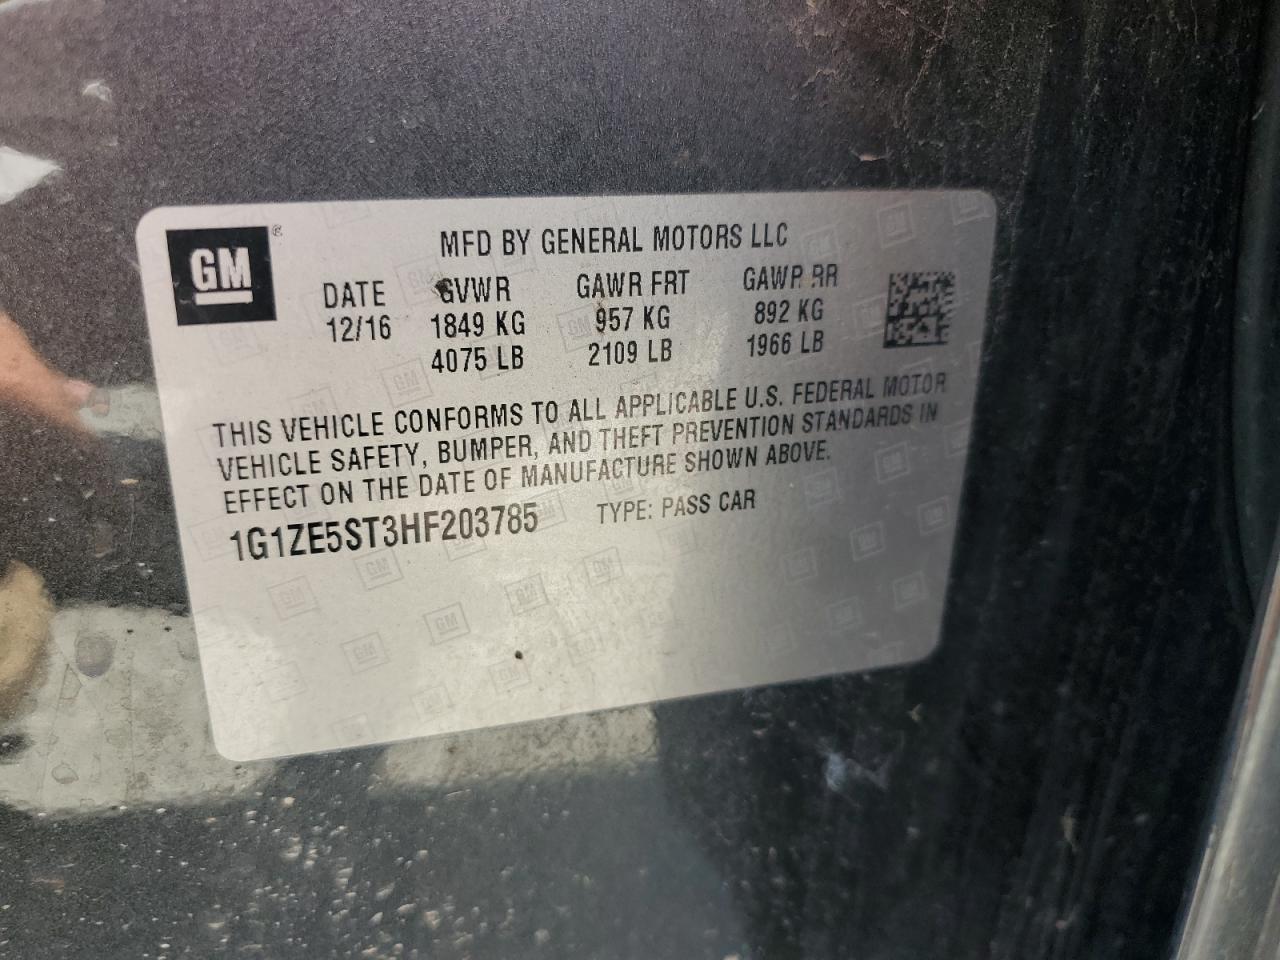 GM®
MFD BY GENERAL MOTORS LLC
DATE GVWR GAWR FRT GAWR RR
12/16 1849 KG 957 KG 892 KG
4075 LB 2109 LB 1966 LB
THIS VEHICLE CONFORMS TO ALL APPLICABLE U.S. FEDERAL MOTOR
VEHICLE SAFETY, BUMPER, AND THEFT PREVENTION STANDARDS IN
EFFECT ON THE DATE OF MANUFACTURE SHOWN ABOVE.
1G1ZE5ST3HF203785 TYPE: PASS CAR